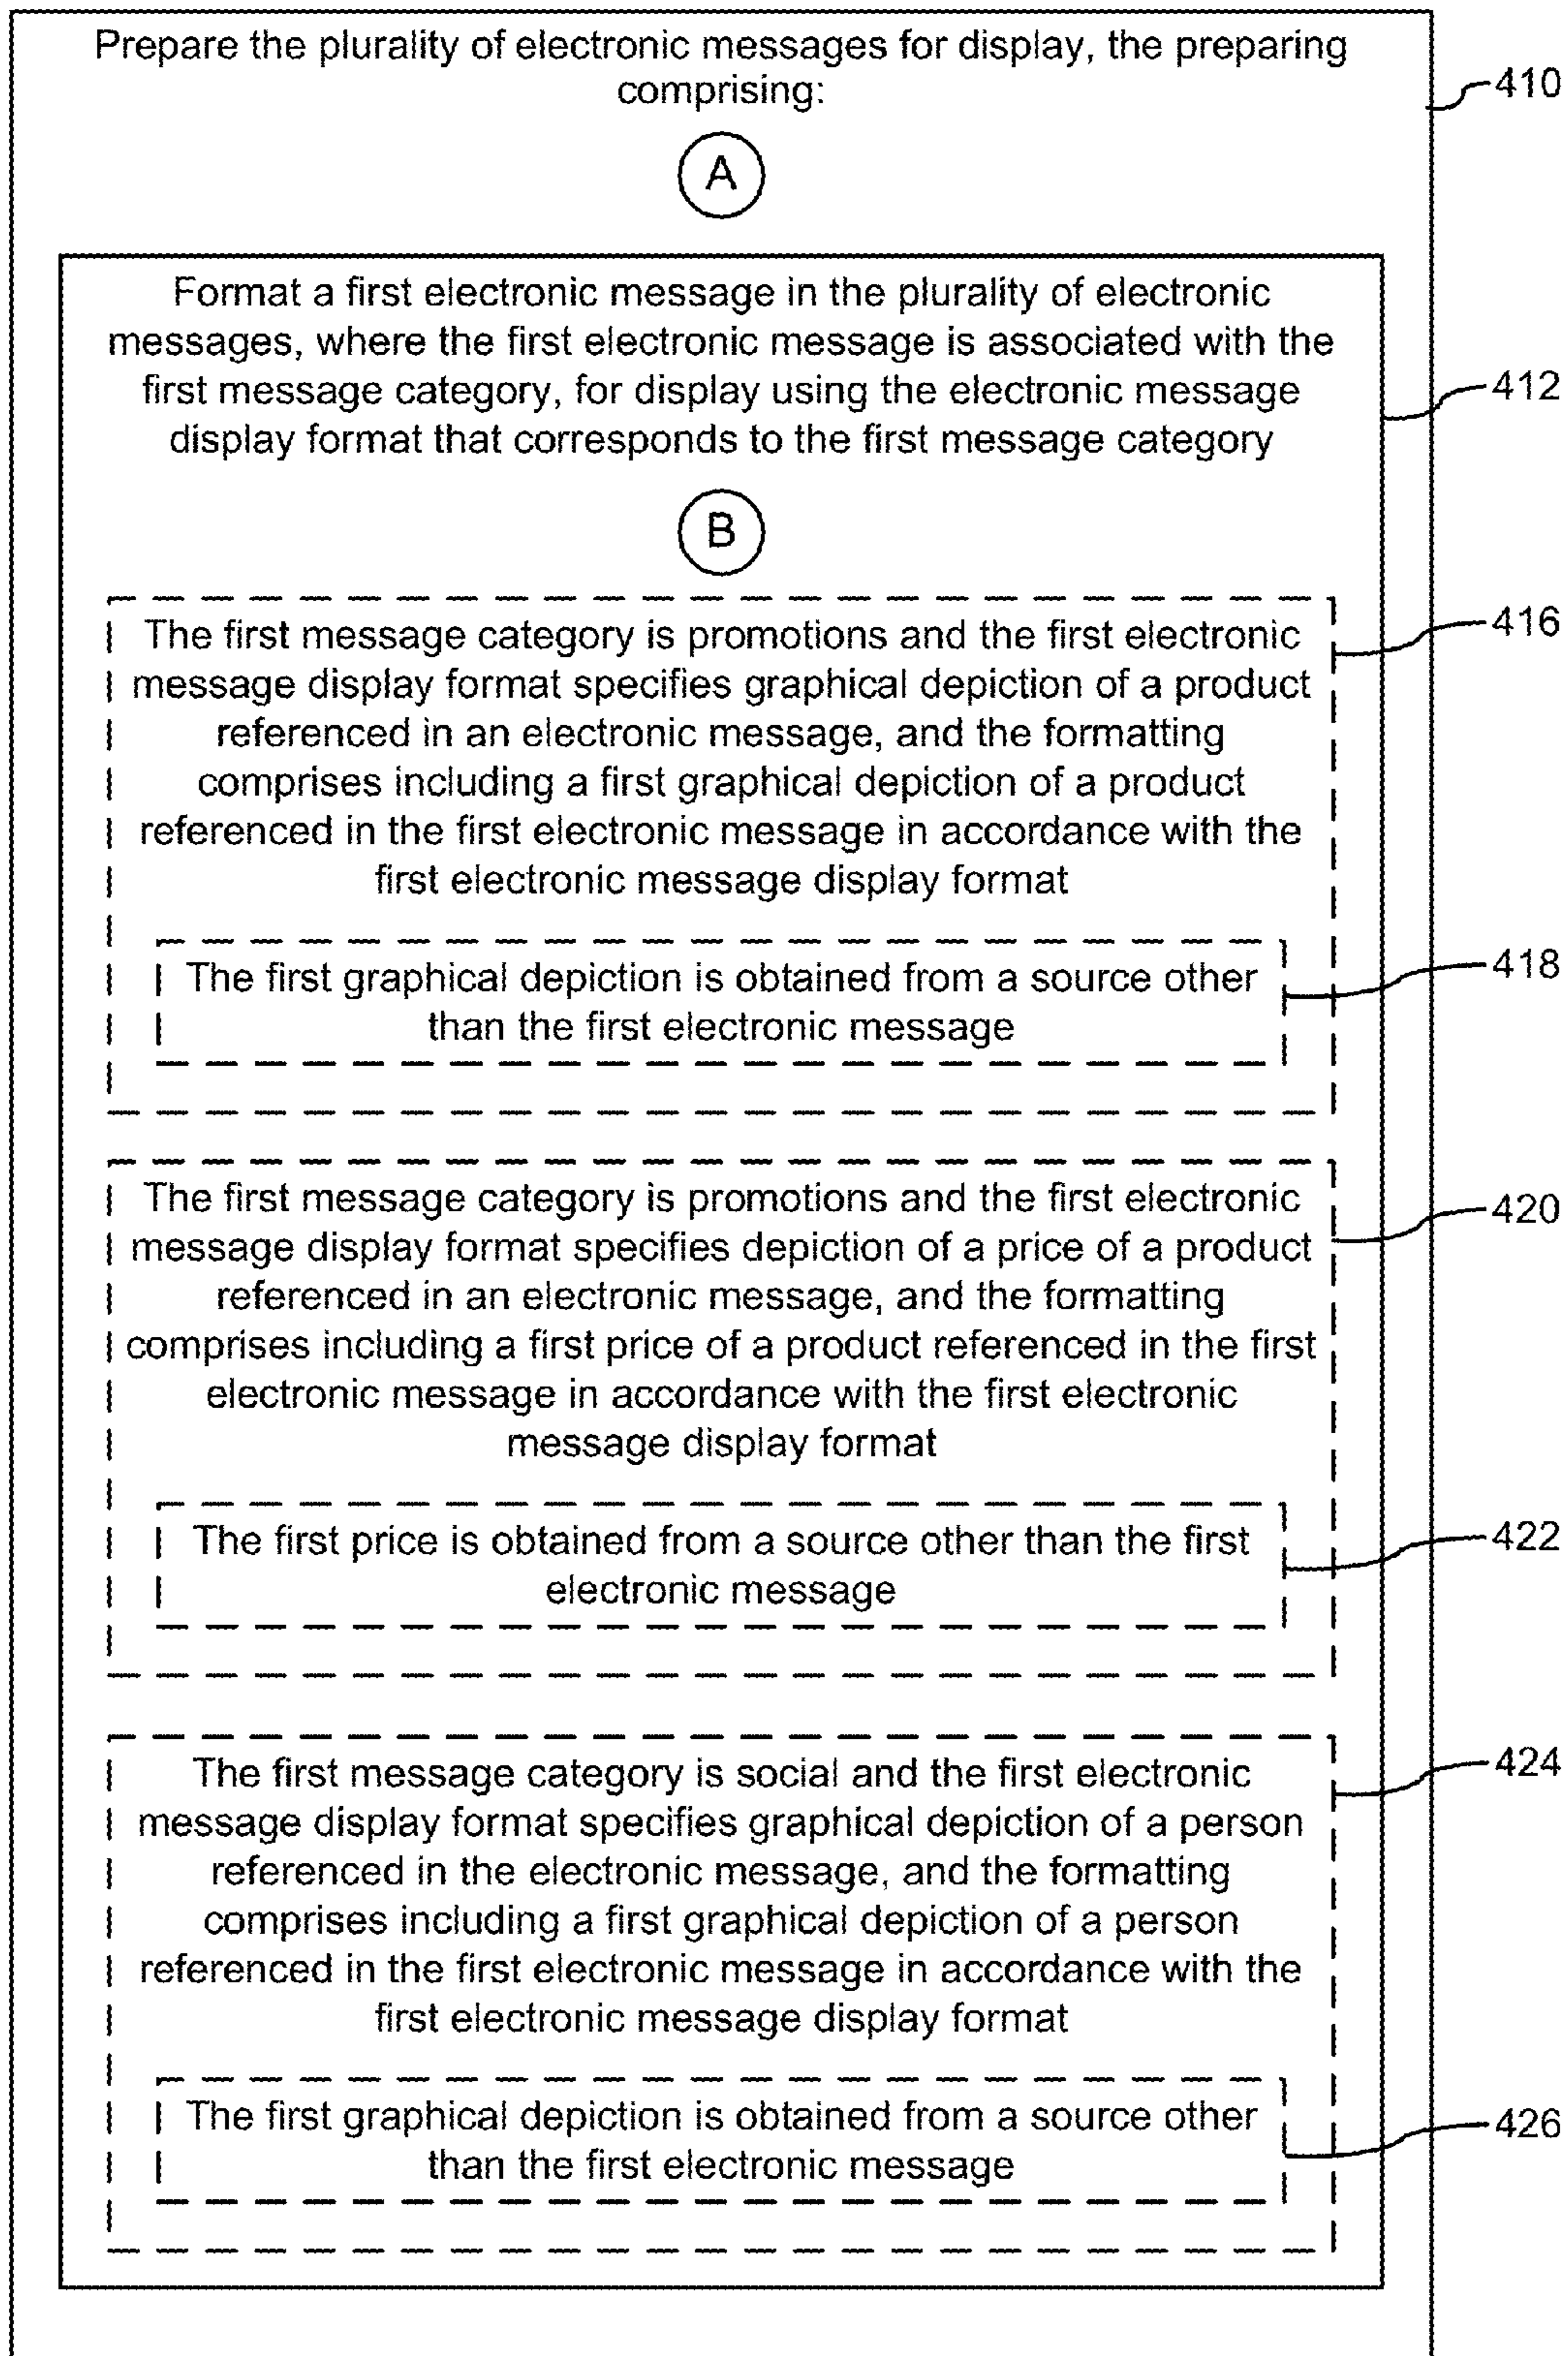 Prepare the plurality of electronic messages for display, the preparing
comprising:
410
A
Format a first electronic message in the plurality of electronic
messages, where the first electronic message is associated with the
first message category, for display using the electronic message
display format that corresponds to the first message category
412
B
The first message category is promotions and the first electronic
message display format specifies graphical depiction of a product
referenced in an electronic message, and the formatting
comprises including a first graphical depiction of a product
referenced in the first electronic message in accordance with the
first electronic message display format
416
The first graphical depiction is obtained from a source other
than the first electronic message
418
The first message category is promotions and the first electronic
message display format specifies depiction of a price of a product
referenced in an electronic message, and the formatting
comprises including a first price of a product referenced in the first
electronic message in accordance with the first electronic
message display format
420
The first price is obtained from a source other than the first
electronic message
422
The first message category is social and the first electronic
message display format specifies graphical depiction of a person
referenced in the electronic message, and the formatting
comprises including a first graphical depiction of a person
referenced in the first electronic message in accordance with the
first electronic message display format
424
The first graphical depiction is obtained from a source other
than the first electronic message
426